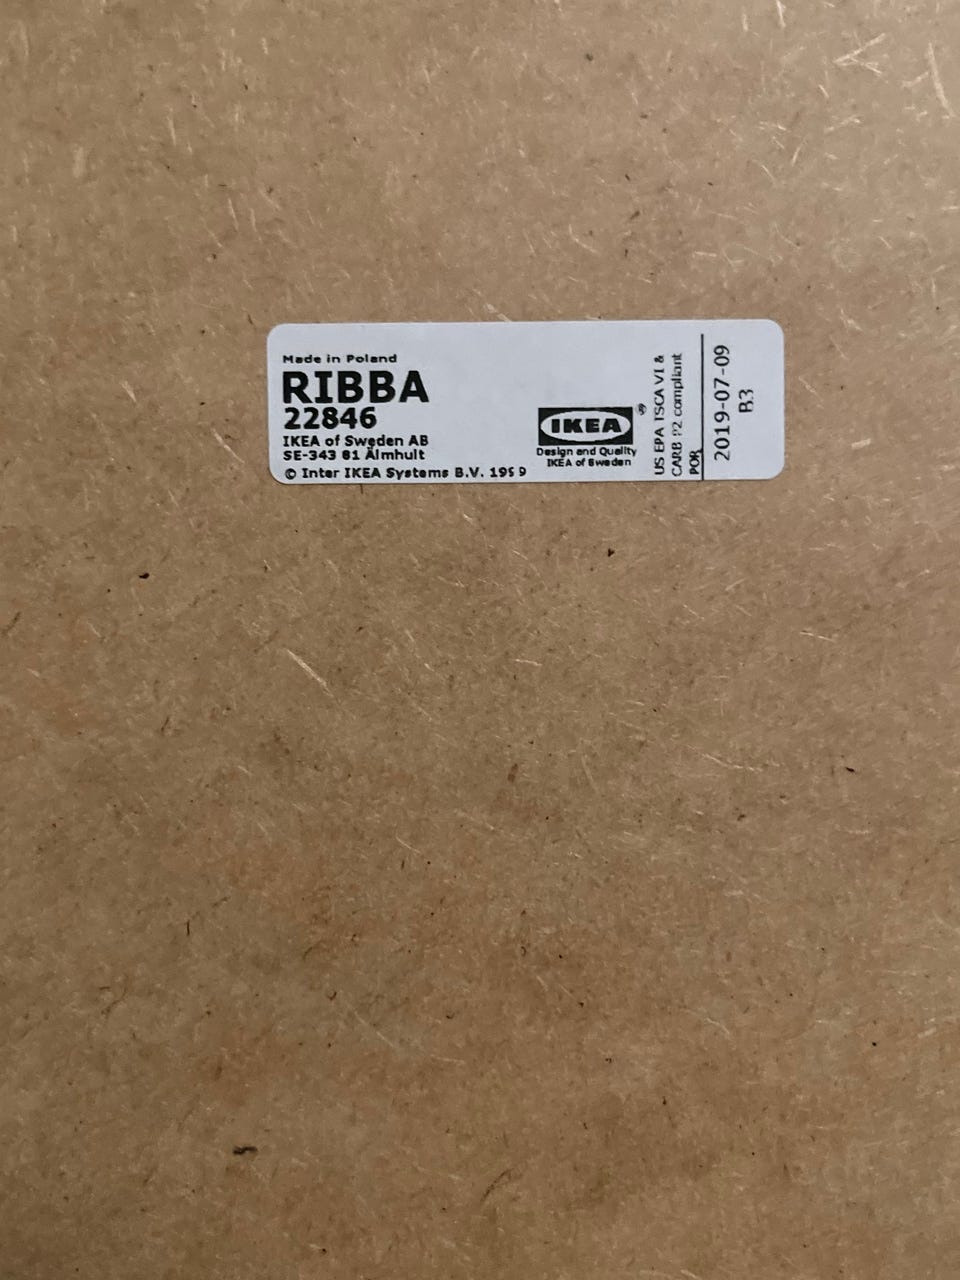 Made in Poland
RIBBA
22846
IKEA of Sweden AB
SE-343 81 Älmhult
© Inter IKEA Systems B.V. 1999
IKEA
®
Design and Quality
IKEA of Sweden
US EPA TSCA VI &
CARB P2 compliant
POR
2019-07-09
B3